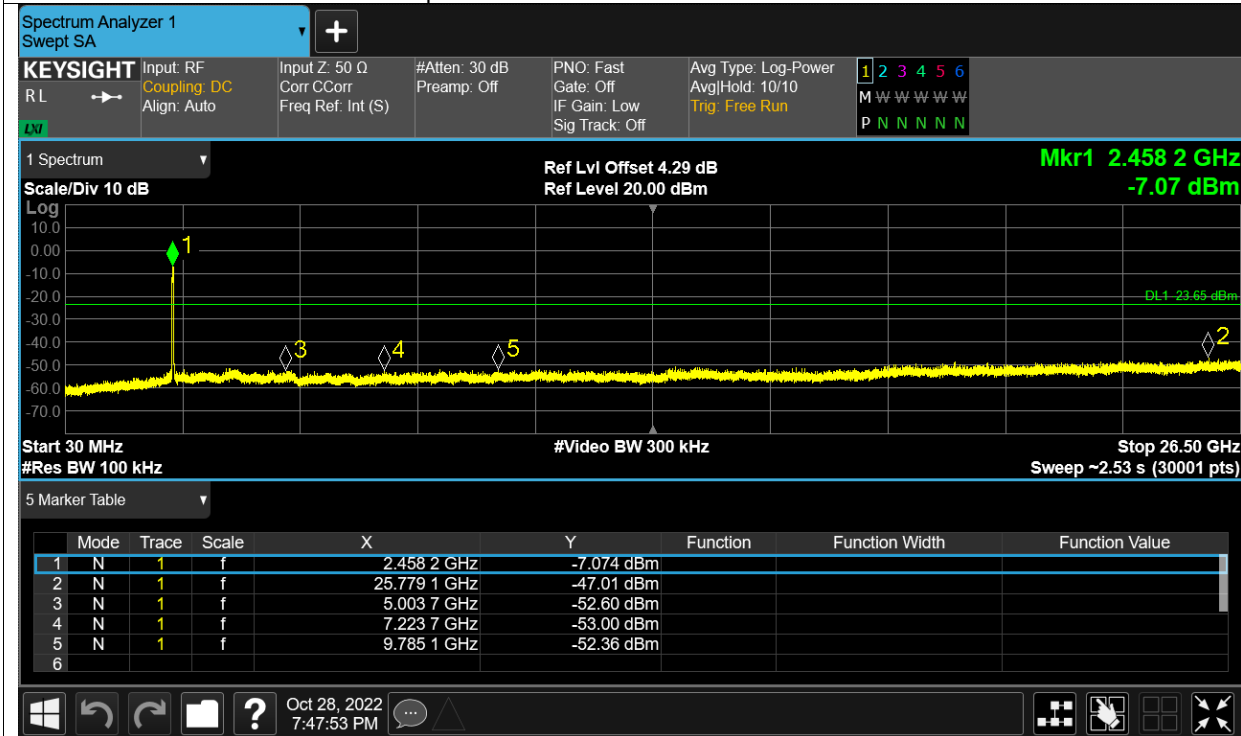 Spectrum Analyzer 1
Swept SA
+
KEYSIGHT Input: RF Input Z: 50 Ω #Atten: 30 dB PNO: Fast Avg Type: Log-Power 1 2 3 4 5 6
R L Coupling: DC Corr CCorr Preamp: Off Gate: Off Avg|Hold: 10/10 M W W W W W W
Align: Auto Freq Ref: Int (S) IF Gain: Low Trig: Free Run P N N N N N N
LXI Sig Track: Off
1 Spectrum
Ref Lvl Offset 4.29 dB Mkr1 2.458 2 GHz
Scale/Div 10 dB Ref Level 20.00 dBm -7.07 dBm
Log
10.0
0.00
1
-10.0
-20.0
DL1 -23.65 dBm
-30.0
-40.0
2
3
4
5
-50.0
-60.0
-70.0
Start 30 MHz #Video BW 300 kHz Stop 26.50 GHz
#Res BW 100 kHz Sweep ~2.53 s (30001 pts)
5 Marker Table
Mode Trace Scale X Y Function Function Width Function Value
1 N 1 f 2.458 2 GHz -7.074 dBm
2 N 1 f 25.779 1 GHz -47.01 dBm
3 N 1 f 5.003 7 GHz -52.60 dBm
4 N 1 f 7.223 7 GHz -53.00 dBm
5 N 1 f 9.785 1 GHz -52.36 dBm
6
? Oct 28, 2022
7:47:53 PM